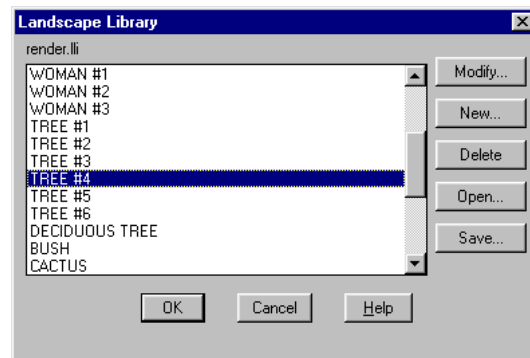 Landscape Library
render.lli
WOMAN #1
WOMAN #2
WOMAN #3
TREE #1
TREE #2
TREE #3
TREE #4
TREE #5
TREE #6
DECIDUOUS TREE
BUSH
CACTUS
Modify...
New...
Delete
Open...
Save...
OK
Cancel
Help